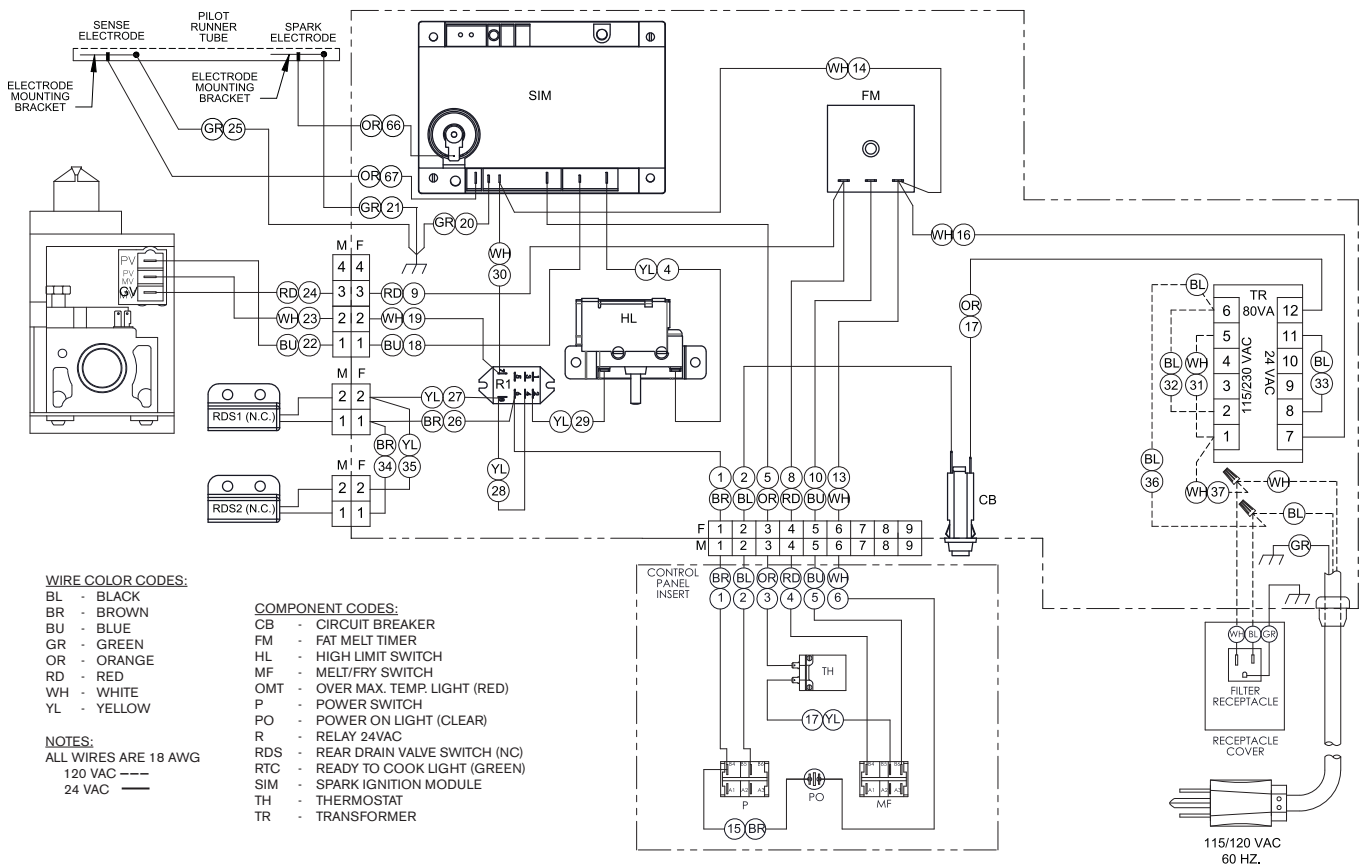 SENSE
ELECTRODE
PILOT
RUNNER
TUBE
SPARK
ELECTRODE
ELECTRODE
MOUNTING
BRACKET
ELECTRODE
MOUNTING
BRACKET
SIM
FM
WH 14
OR 66
GR 25
OR 67
GR 21
GR 20
WH 16
WH
30
YL 4
PV
PV
MV
M F
4 4
3 3
2 2
1 1
RD 24
WH 23
BU 22
RD 9
WH 19
BU 18
HL
OR
17
BL
TR
80VA
115/230 VAC
24 VAC
6 12
5 11
4 10
3 9
2 8
1 7
BL
32
WH
31
BL
33
BL
36
WH 37
WH
BL
GR
RDS1 (N.C.)
M F
2 2
1 1
YL 27
BR 26
R1
YL 29
BR
34
YL
35
YL
28
RDS2 (N.C.)
M F
2 2
1 1
1 2 5 8 10 13
BR BL OR RD BU WH
F 1 2 3 4 5 6 7 8 9
M 1 2 3 4 5 6 7 8 9
CB
CONTROL
PANEL
INSERT
BR BL OR RD BU WH
1 2 3 4 5 6
TH
17 YL
P
PO
MF
15 BR
A1 A2 A3
A1 A2 A3
WH BL GR
FILTER
RECEPTACLE
RECEPTACLE
COVER
115/120 VAC
60 HZ.
WIRE COLOR CODES:
BL - BLACK
BR - BROWN
BU - BLUE
GR - GREEN
OR - ORANGE
RD - RED
WH - WHITE
YL - YELLOW
NOTES:
ALL WIRES ARE 18 AWG
120 VAC
24 VAC
COMPONENT CODES:
CB - CIRCUIT BREAKER
FM - FAT MELT TIMER
HL - HIGH LIMIT SWITCH
MF - MELT/FRY SWITCH
OMT - OVER MAX. TEMP. LIGHT (RED)
P - POWER SWITCH
PO - POWER ON LIGHT (CLEAR)
R - RELAY 24VAC
RDS - REAR DRAIN VALVE SWITCH (NC)
RTC - READY TO COOK LIGHT (GREEN)
SIM - SPARK IGNITION MODULE
TH - THERMOSTAT
TR - TRANSFORMER